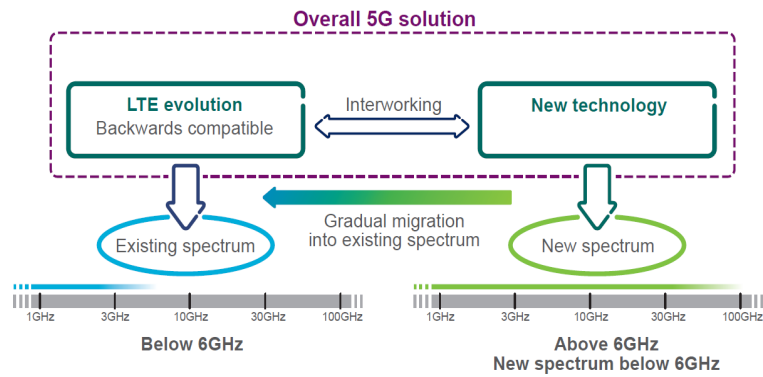 Overall 5G solution
LTE evolution
Backwards compatible
Interworking
New technology
Gradual migration
into existing spectrum
Existing spectrum
New spectrum
1GHz 3GHz 10GHz 30GHz 100GHz
1GHz 3GHz 10GHz 30GHz 100GHz
Below 6GHz
Above 6GHz
New spectrum below 6GHz